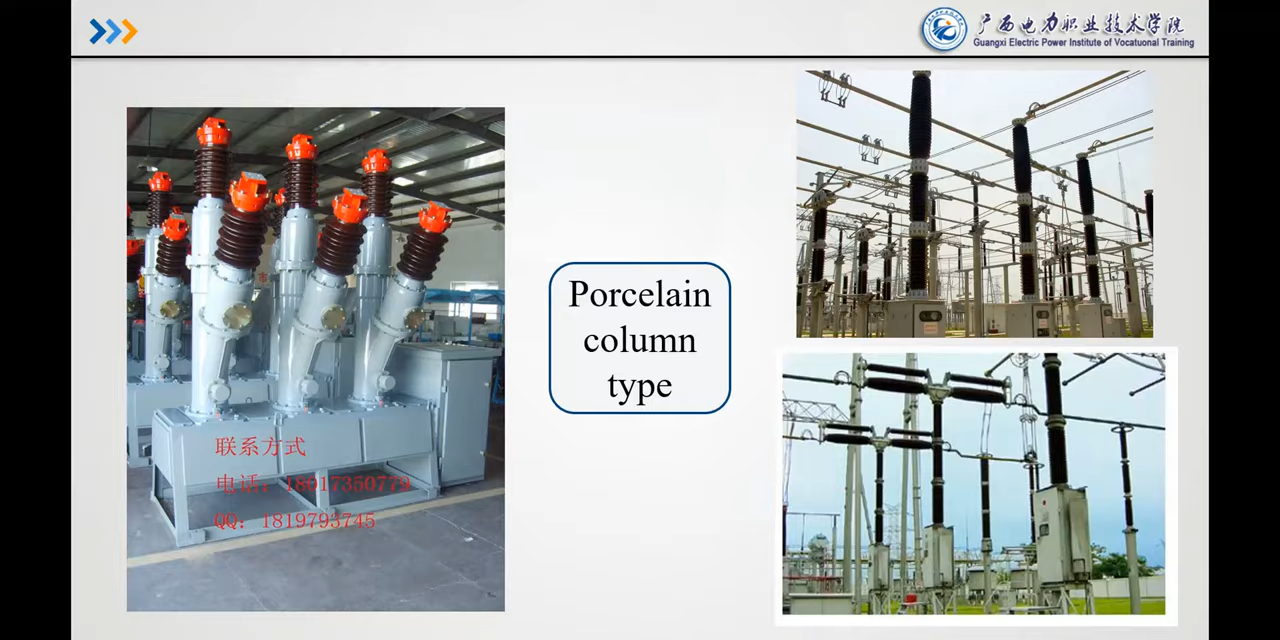 广西电力职业技术学院
Guangxi Electric Power Institute of Vocatuonal Training
Porcelain
column
type
联系方式
电话：18017350779
QQ：1819793745